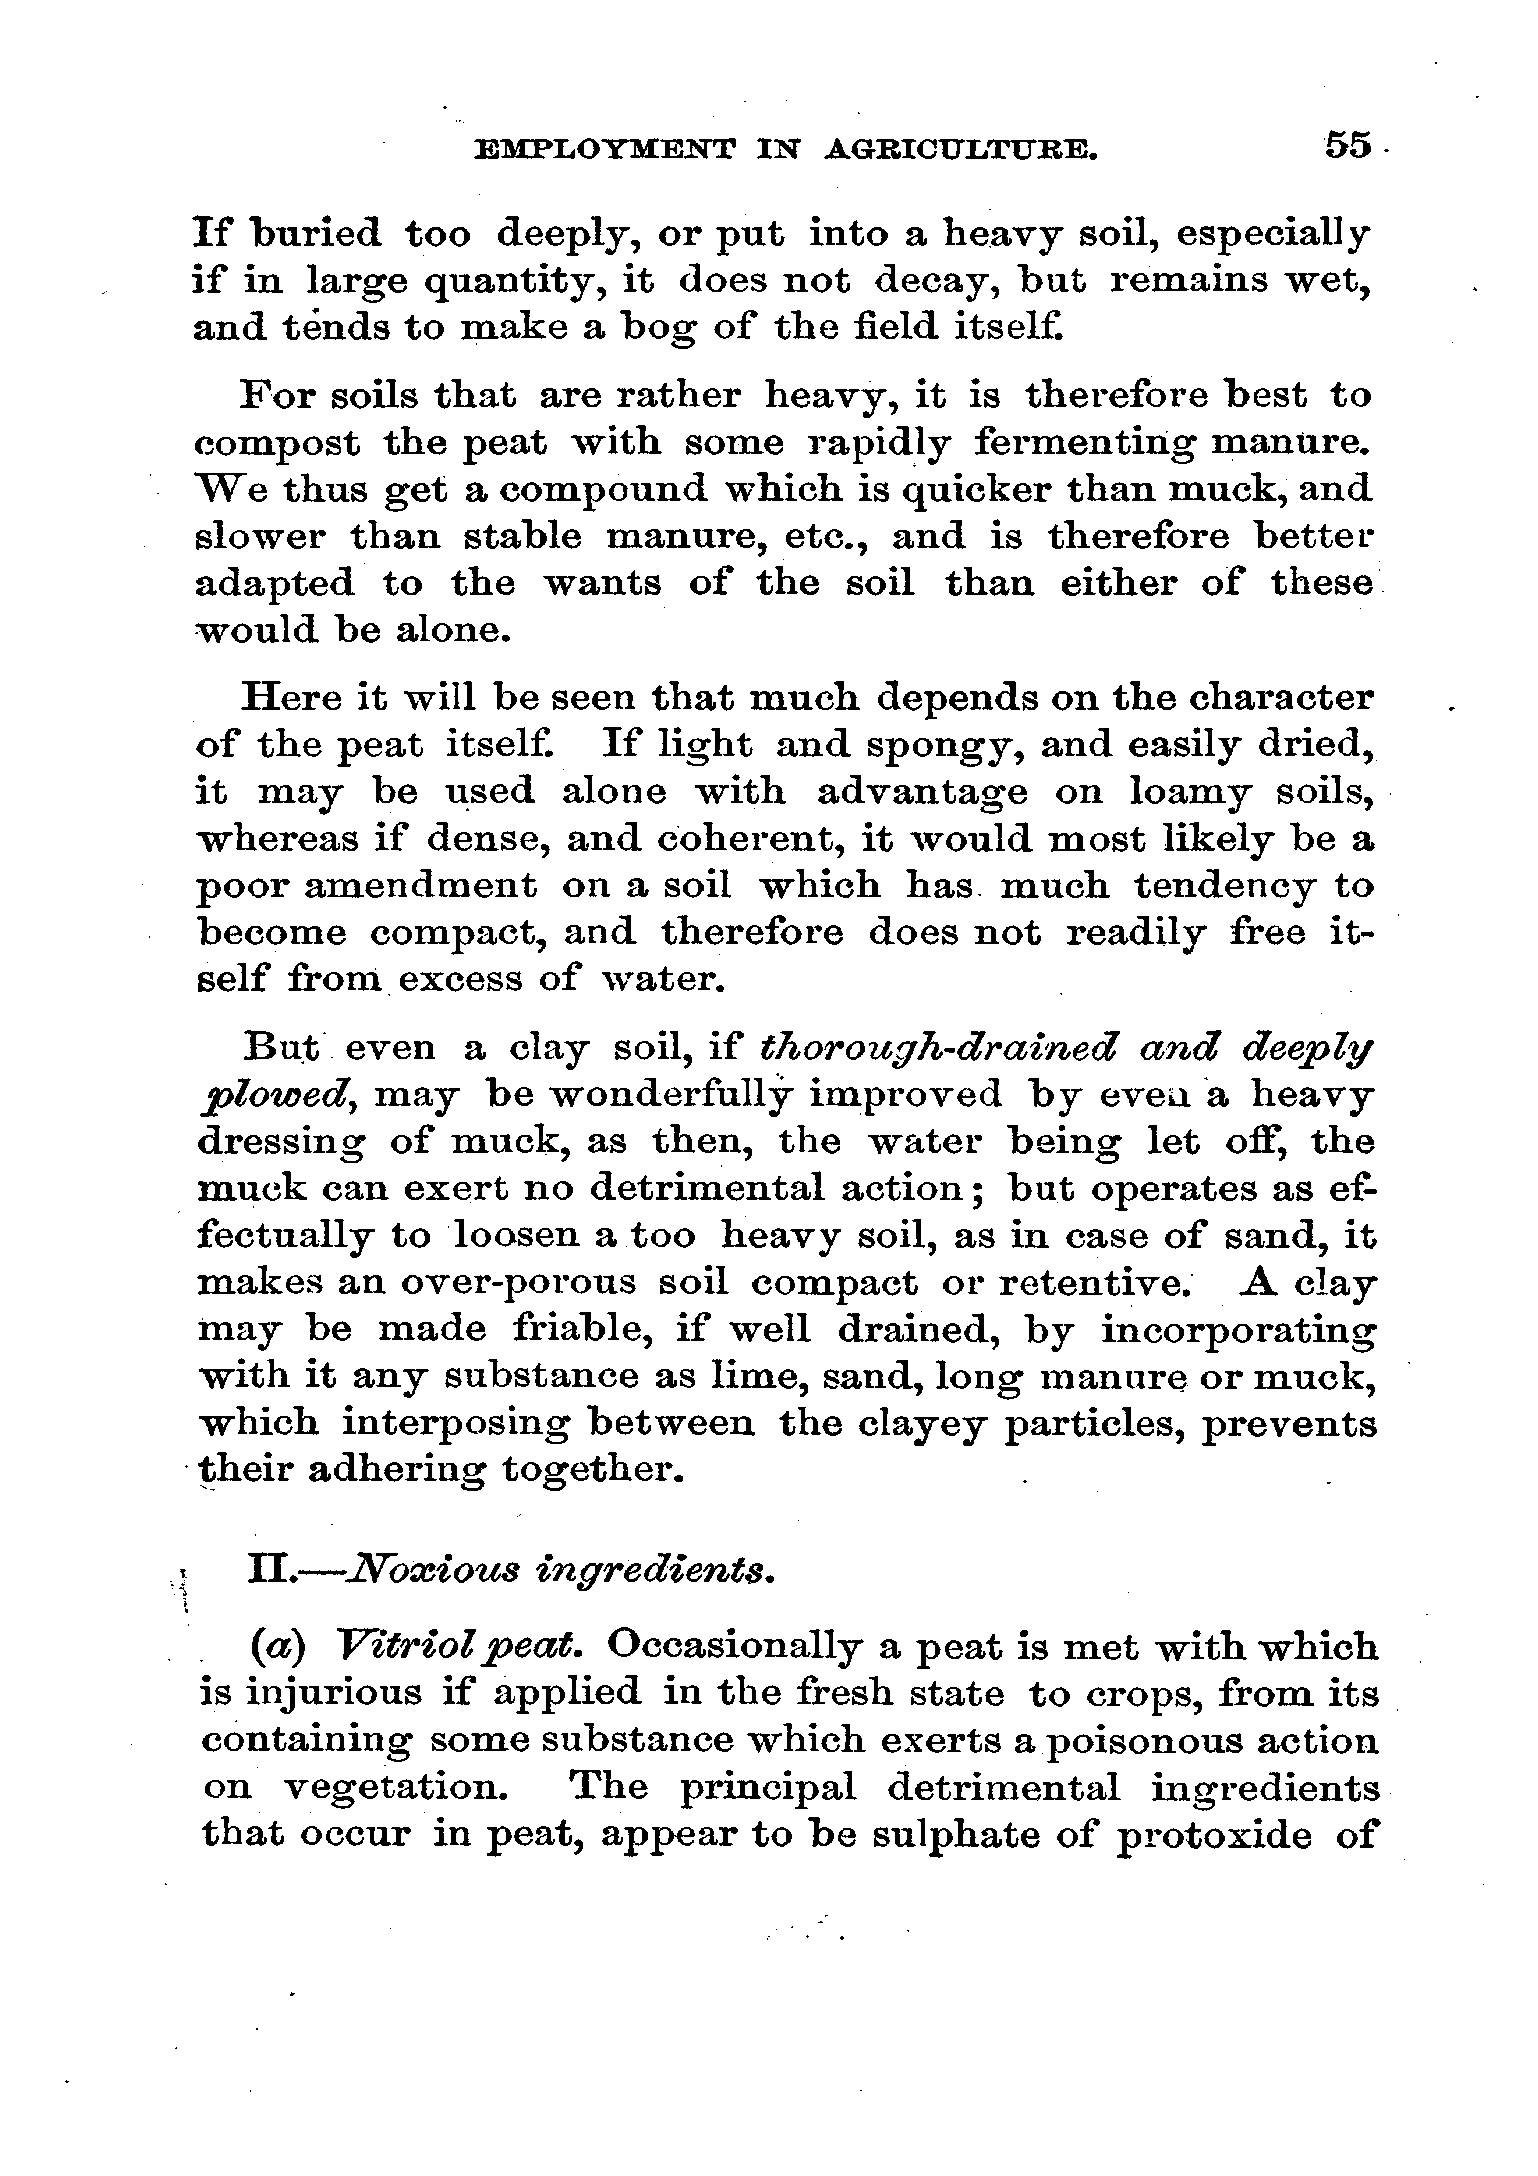 EMPLOYMENT IN AGRICULTURE. 55
If buried too deeply, or put into a heavy soil, especially
if in large quantity, it does not decay, but remains wet,
and tends to make a bog of the field itself.
For soils that are rather heavy, it is therefore best to
compost the peat with some rapidly fermenting manure.
We thus get a compound which is quicker than muck, and
slower than stable manure, etc., and is therefore better
adapted to the wants of the soil than either of these
would be alone.
Here it will be seen that much depends on the character
of the peat itself. If light and spongy, and easily dried,
it may be used alone with advantage on loamy soils,
whereas if dense, and coherent, it would most likely be a
poor amendment on a soil which has much tendency to
become compact, and therefore does not readily free it-
self from excess of water.
But even a clay soil, if thorough-drained and deeply
plowed, may be wonderfully improved by even a heavy
dressing of muck, as then, the water being let off, the
muck can exert no detrimental action; but operates as ef-
fectually to loosen a too heavy soil, as in case of sand, it
makes an over-porous soil compact or retentive. A clay
may be made friable, if well drained, by incorporating
with it any substance as lime, sand, long manure or muck,
which interposing between the clayey particles, prevents
their adhering together.
II.—Noxious ingredients.
(a) Vitriol peat. Occasionally a peat is met with which
is injurious if applied in the fresh state to crops, from its
containing some substance which exerts a poisonous action
on vegetation. The principal detrimental ingredients
that occur in peat, appear to be sulphate of protoxide of